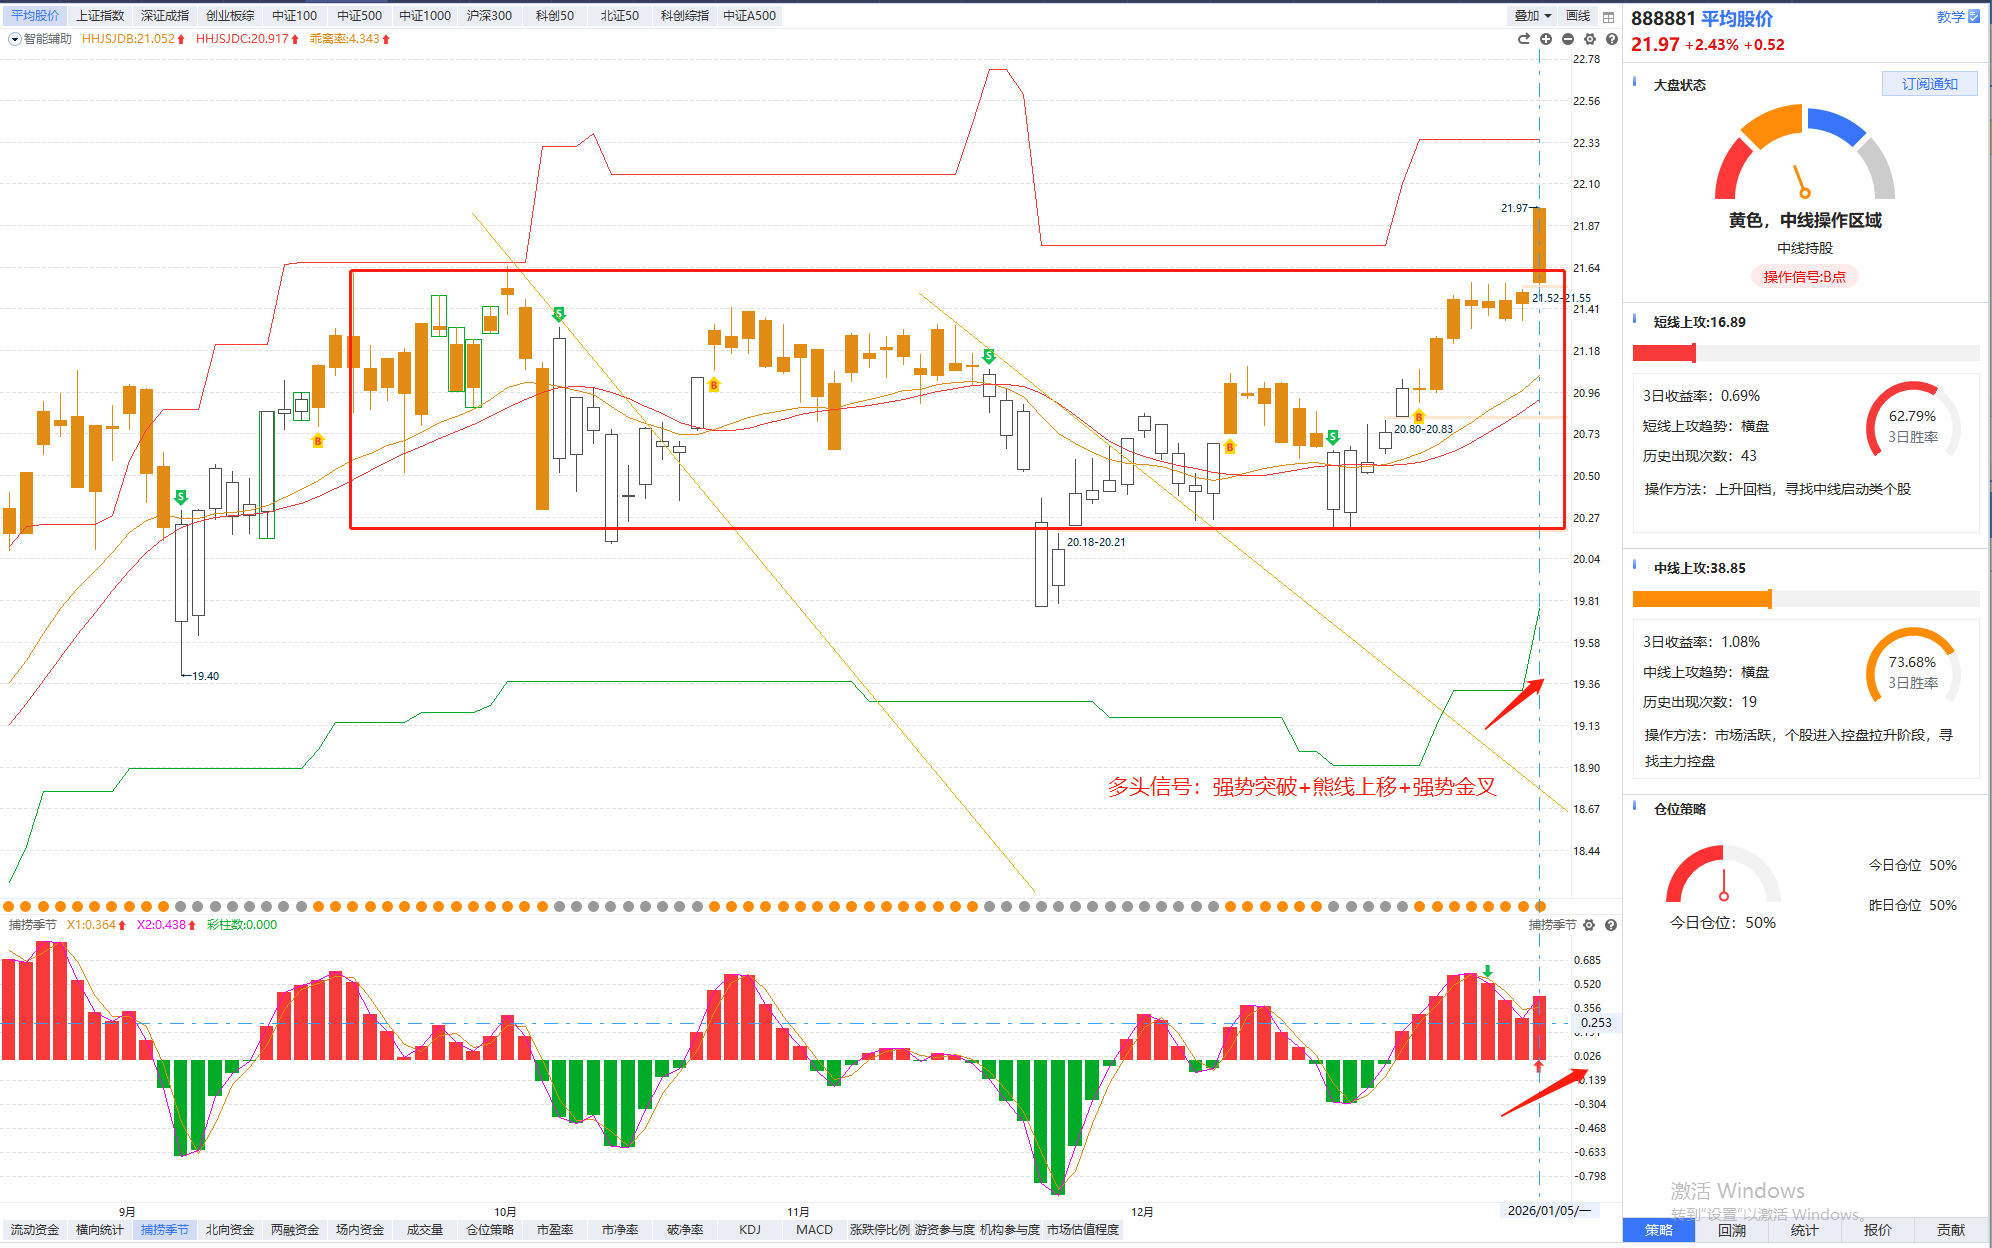 平均股价 上证指数 深证成指 创业板综 中证100 中证500 中证1000 沪深300 科创50 北证50 科创综指 中证A500 叠加 画线
智能辅助 HHJSJDB:21.052 HHJSJDC:20.917 乖离率:4.343
22.78
22.56
22.33
22.10
21.87
21.64
21.41
21.18
20.96
20.73
20.50
20.27
20.04
19.81
19.58
19.36
19.13
18.90
18.67
18.44
21.97
21.52-21.55
20.80-20.83
20.18-20.21
19.40
S
B
S
B
S
B
S
B
多头信号：强势突破+熊线上移+强势金叉
捕捞季节 X1:0.364 X2:0.438 彩柱数:0.000
捕捞季节
0.685
0.520
0.356
0.253
0.026
-0.139
-0.304
-0.468
-0.633
-0.798
9月 10月 11月 12月 2026/01/05/一
流动资金 横向统计 捕捞季节 北向资金 两融资金 场内资金 成交量 仓位策略 市盈率 市净率 破净率 KDJ MACD 涨跌停比例 游资参与度 机构参与度 市场估值程度
888881 平均股价 教学
21.97 +2.43% +0.52
大盘状态
订阅通知
黄色，中线操作区域
中线持股
操作信号:B点
短线上攻:16.89
3日收益率：0.69%
短线上攻趋势：横盘
历史出现次数：43
62.79%
3日胜率
操作方法：上升回档，寻找中线启动类个股
中线上攻:38.85
3日收益率：1.08%
中线上攻趋势：横盘
历史出现次数：19
73.68%
3日胜率
操作方法：市场活跃，个股进入控盘拉升阶段，寻
找主力控盘
仓位策略
今日仓位 50%
昨日仓位 50%
今日仓位：50%
激活 Windows
转到"设置"以激活 Windows。
策略 回溯 统计 报价 贡献